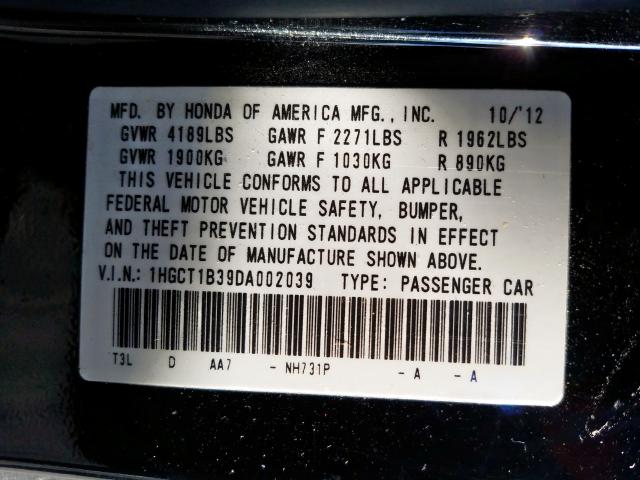 MFD. BY HONDA OF AMERICA MFG., INC. 10/'12
GVWR 4189LBS GAWR F 2271LBS R 1962LBS
GVWR 1900KG GAWR F 1030KG R 890KG
THIS VEHICLE CONFORMS TO ALL APPLICABLE
FEDERAL MOTOR VEHICLE SAFETY, BUMPER,
AND THEFT PREVENTION STANDARDS IN EFFECT
ON THE DATE OF MANUFACTURE SHOWN ABOVE.
V.I.N.: 1HGCT1B39DA002039 TYPE: PASSENGER CAR
T3L D AA7 - NH731P - A - A